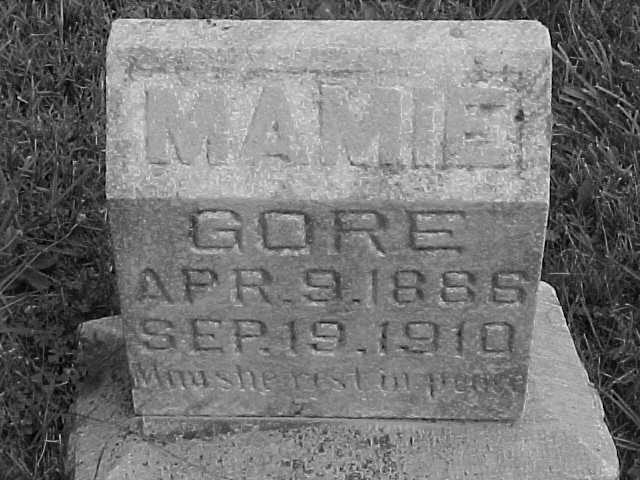 MAMIE
GORE
APR. 9. 1886
SEP. 19. 1910
May she rest in peace